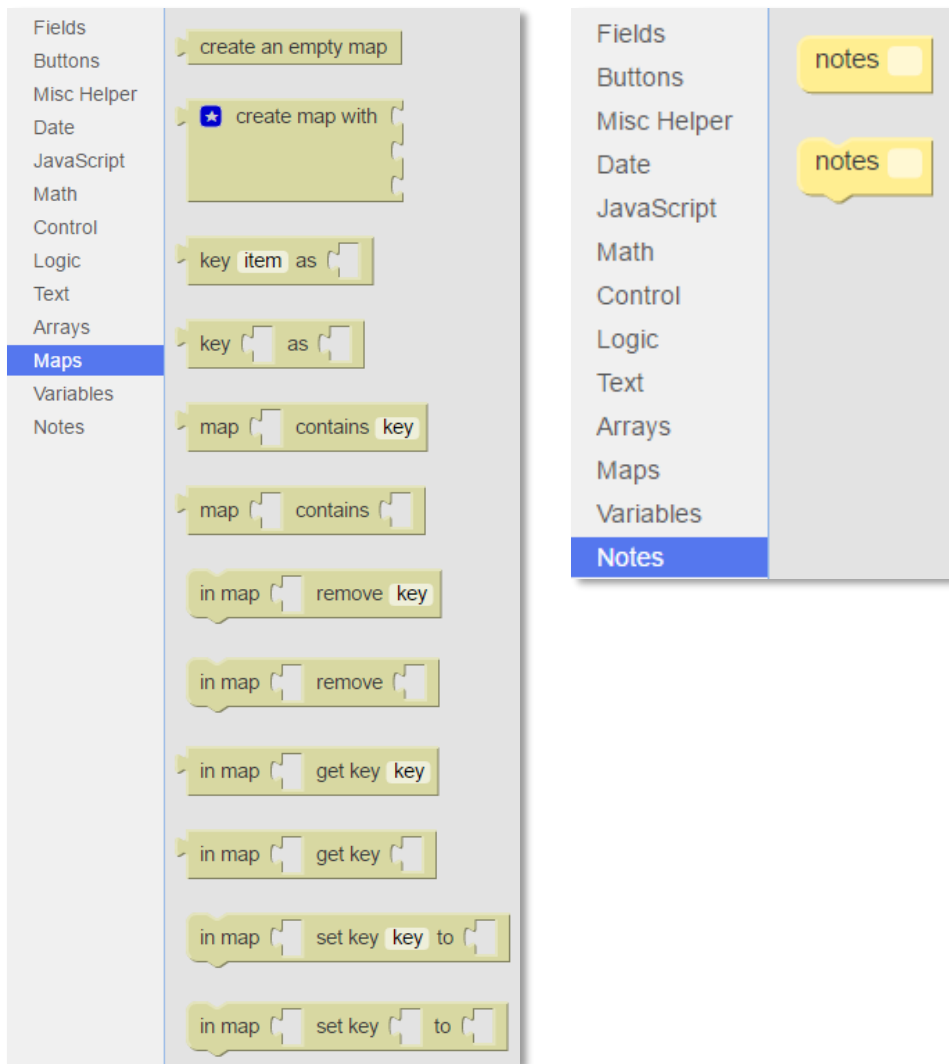 Fields
Buttons
Misc Helper
Date
JavaScript
Math
Control
Logic
Text
Arrays
Maps
Variables
Notes
create an empty map
create map with
key item as
key as
map contains key
map contains
in map remove key
in map remove
in map get key key
in map get key
in map set key key to
in map set key to
Fields
Buttons
Misc Helper
Date
JavaScript
Math
Control
Logic
Text
Arrays
Maps
Variables
Notes
notes
notes